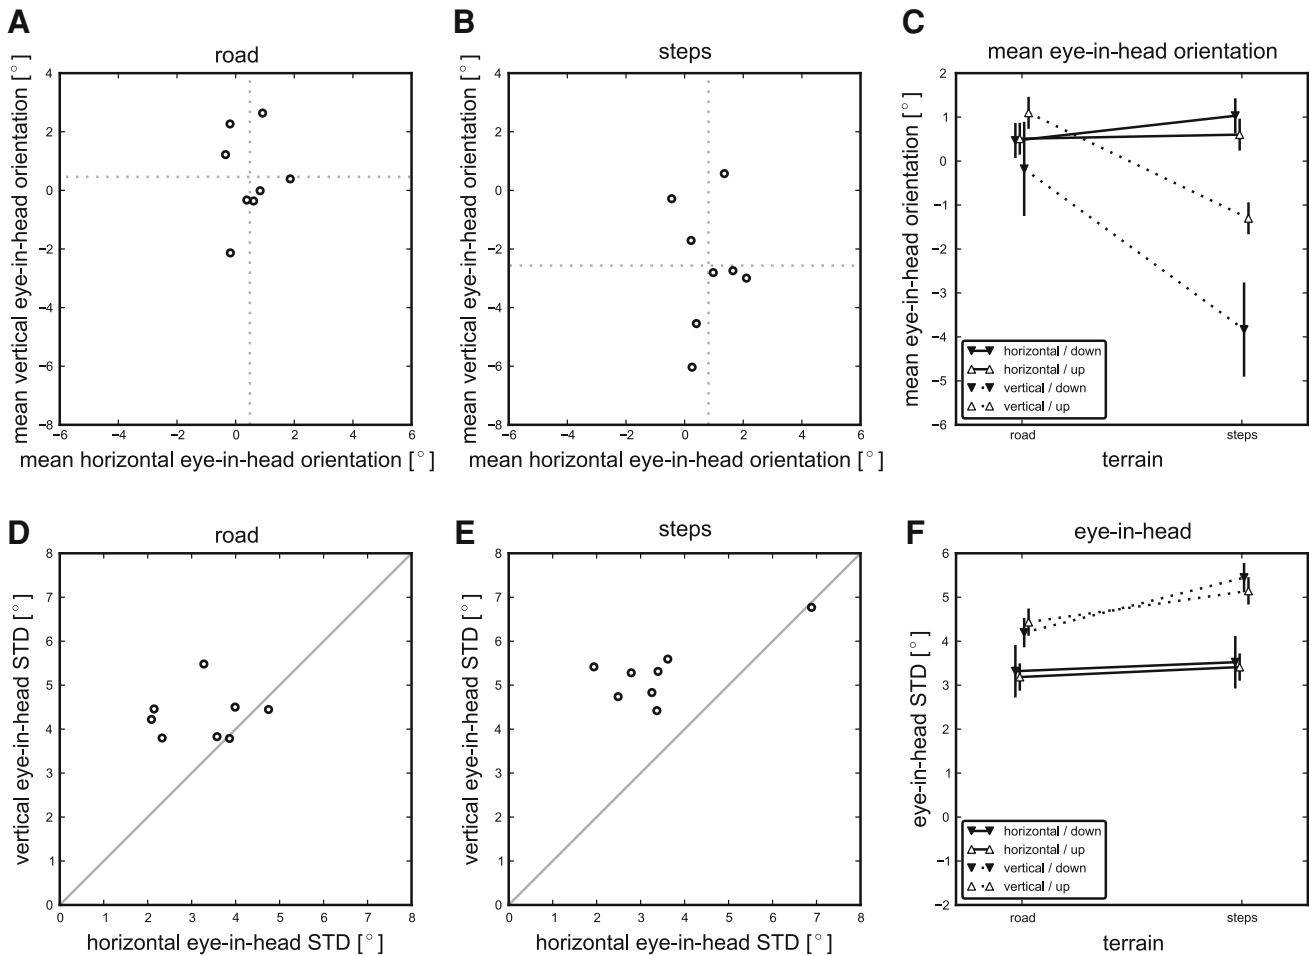 A
road
mean vertical eye-in-head orientation [°]
4
2
0
−2
−4
−6
−8
−6
−4
−2
0
2
4
6
mean horizontal eye-in-head orientation [°]
B
steps
mean vertical eye-in-head orientation [°]
4
2
0
−2
−4
−6
−8
−6
−4
−2
0
2
4
6
mean horizontal eye-in-head orientation [°]
C
mean eye-in-head orientation
mean eye-in-head orientation [°]
2
1
0
−1
−2
−3
−4
−5
−6
horizontal / down
horizontal / up
vertical / down
vertical / up
road
steps
terrain
D
road
vertical eye-in-head STD [°]
8
7
6
5
4
3
2
1
0
0
1
2
3
4
5
6
7
8
horizontal eye-in-head STD [°]
E
steps
vertical eye-in-head STD [°]
8
7
6
5
4
3
2
1
0
0
1
2
3
4
5
6
7
8
horizontal eye-in-head STD [°]
F
eye-in-head
eye-in-head STD [°]
6
5
4
3
2
1
0
−1
−2
horizontal / down
horizontal / up
vertical / down
vertical / up
road
steps
terrain